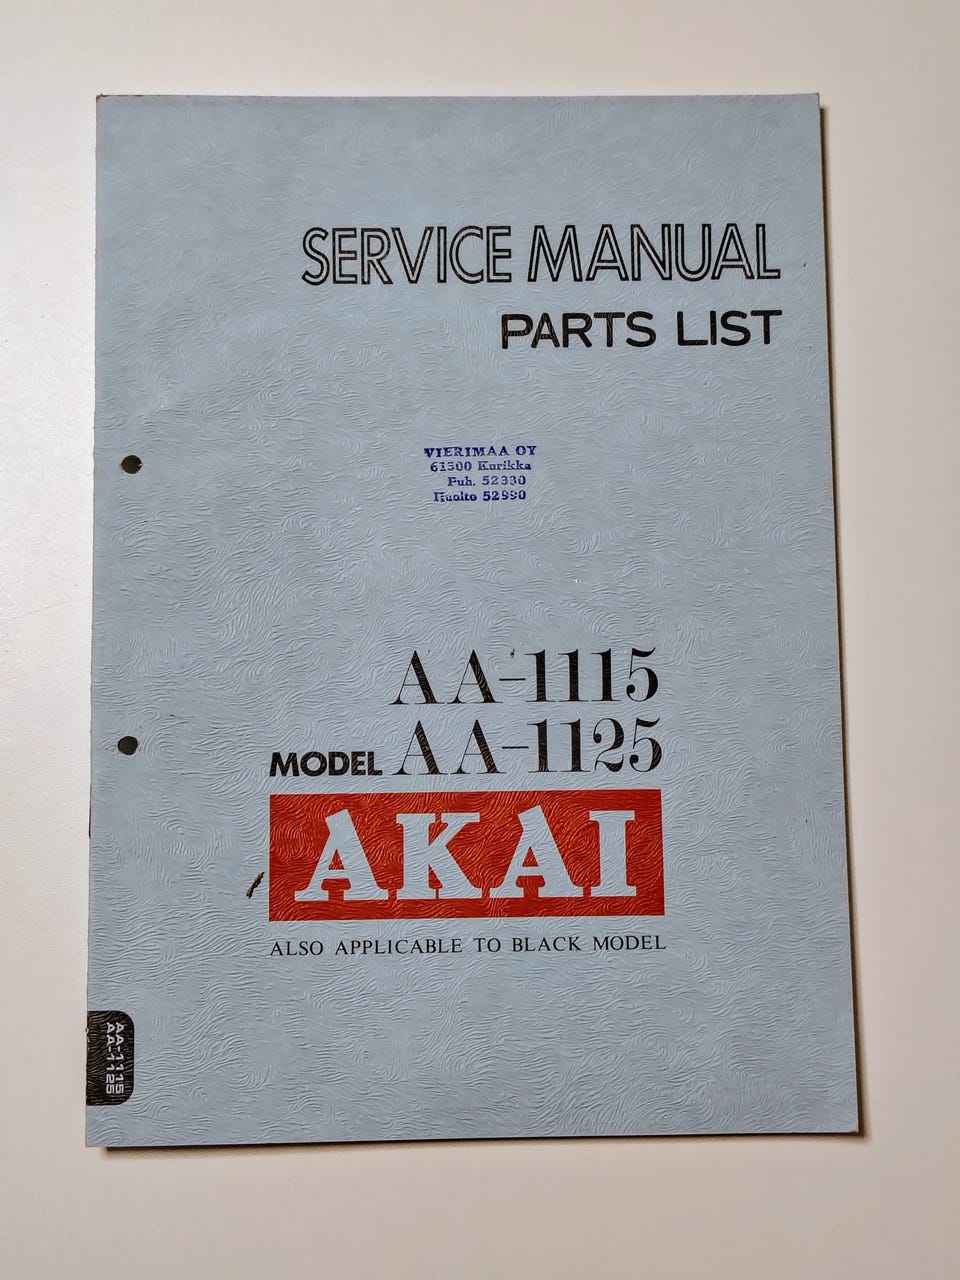 SERVICE MANUAL
PARTS LIST
VIERIMAA OY
61300 Kurikka
Puh. 52330
Huolto 52990
AA-1115
MODEL AA-1125
AKAI
ALSO APPLICABLE TO BLACK MODEL
AA-1115
AA-1125